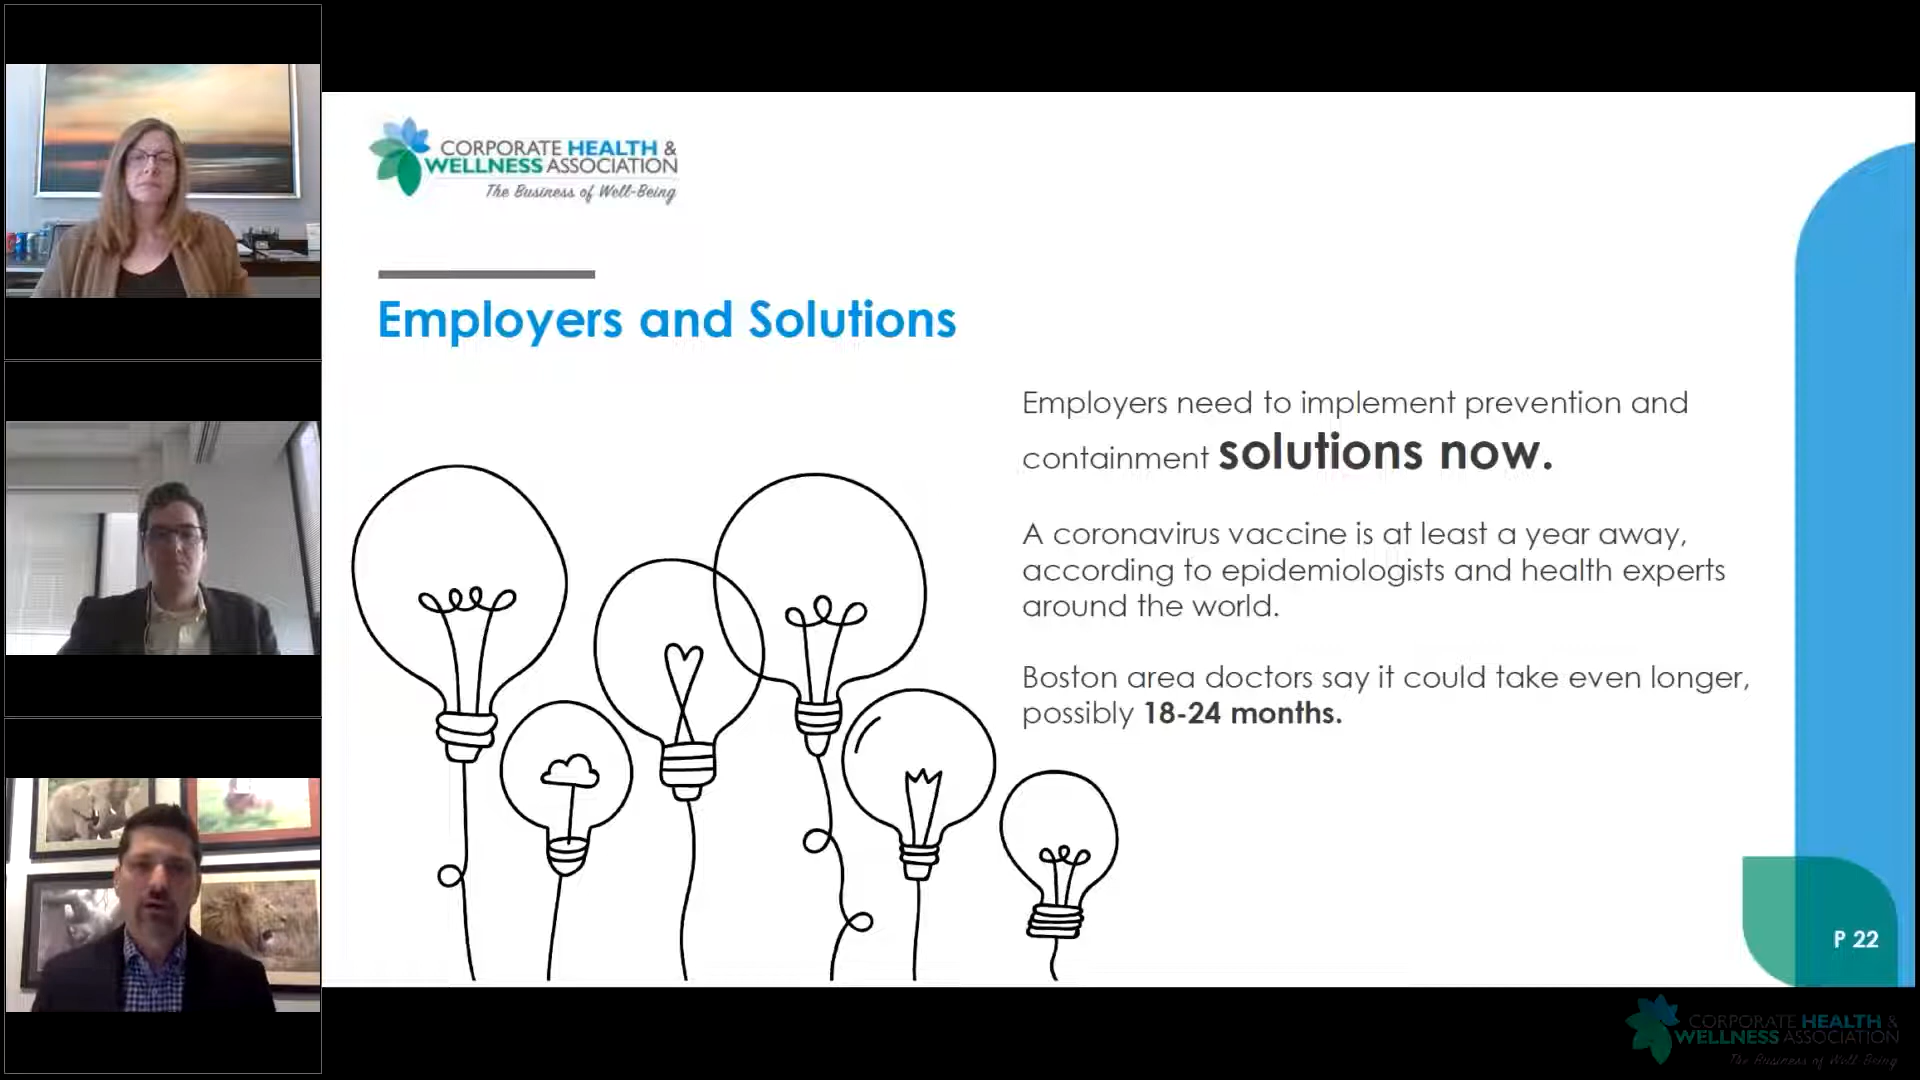 CORPORATE HEALTH &
WELLNESS ASSOCIATION
The Business of Well-Being
Employers and Solutions
Employers need to implement prevention and
containment solutions now.
A coronavirus vaccine is at least a year away,
according to epidemiologists and health experts
around the world.
Boston area doctors say it could take even longer,
possibly 18-24 months.
P 22
CORPORATE HEALTH &
WELLNESS ASSOCIATION
The Business of Well-Being